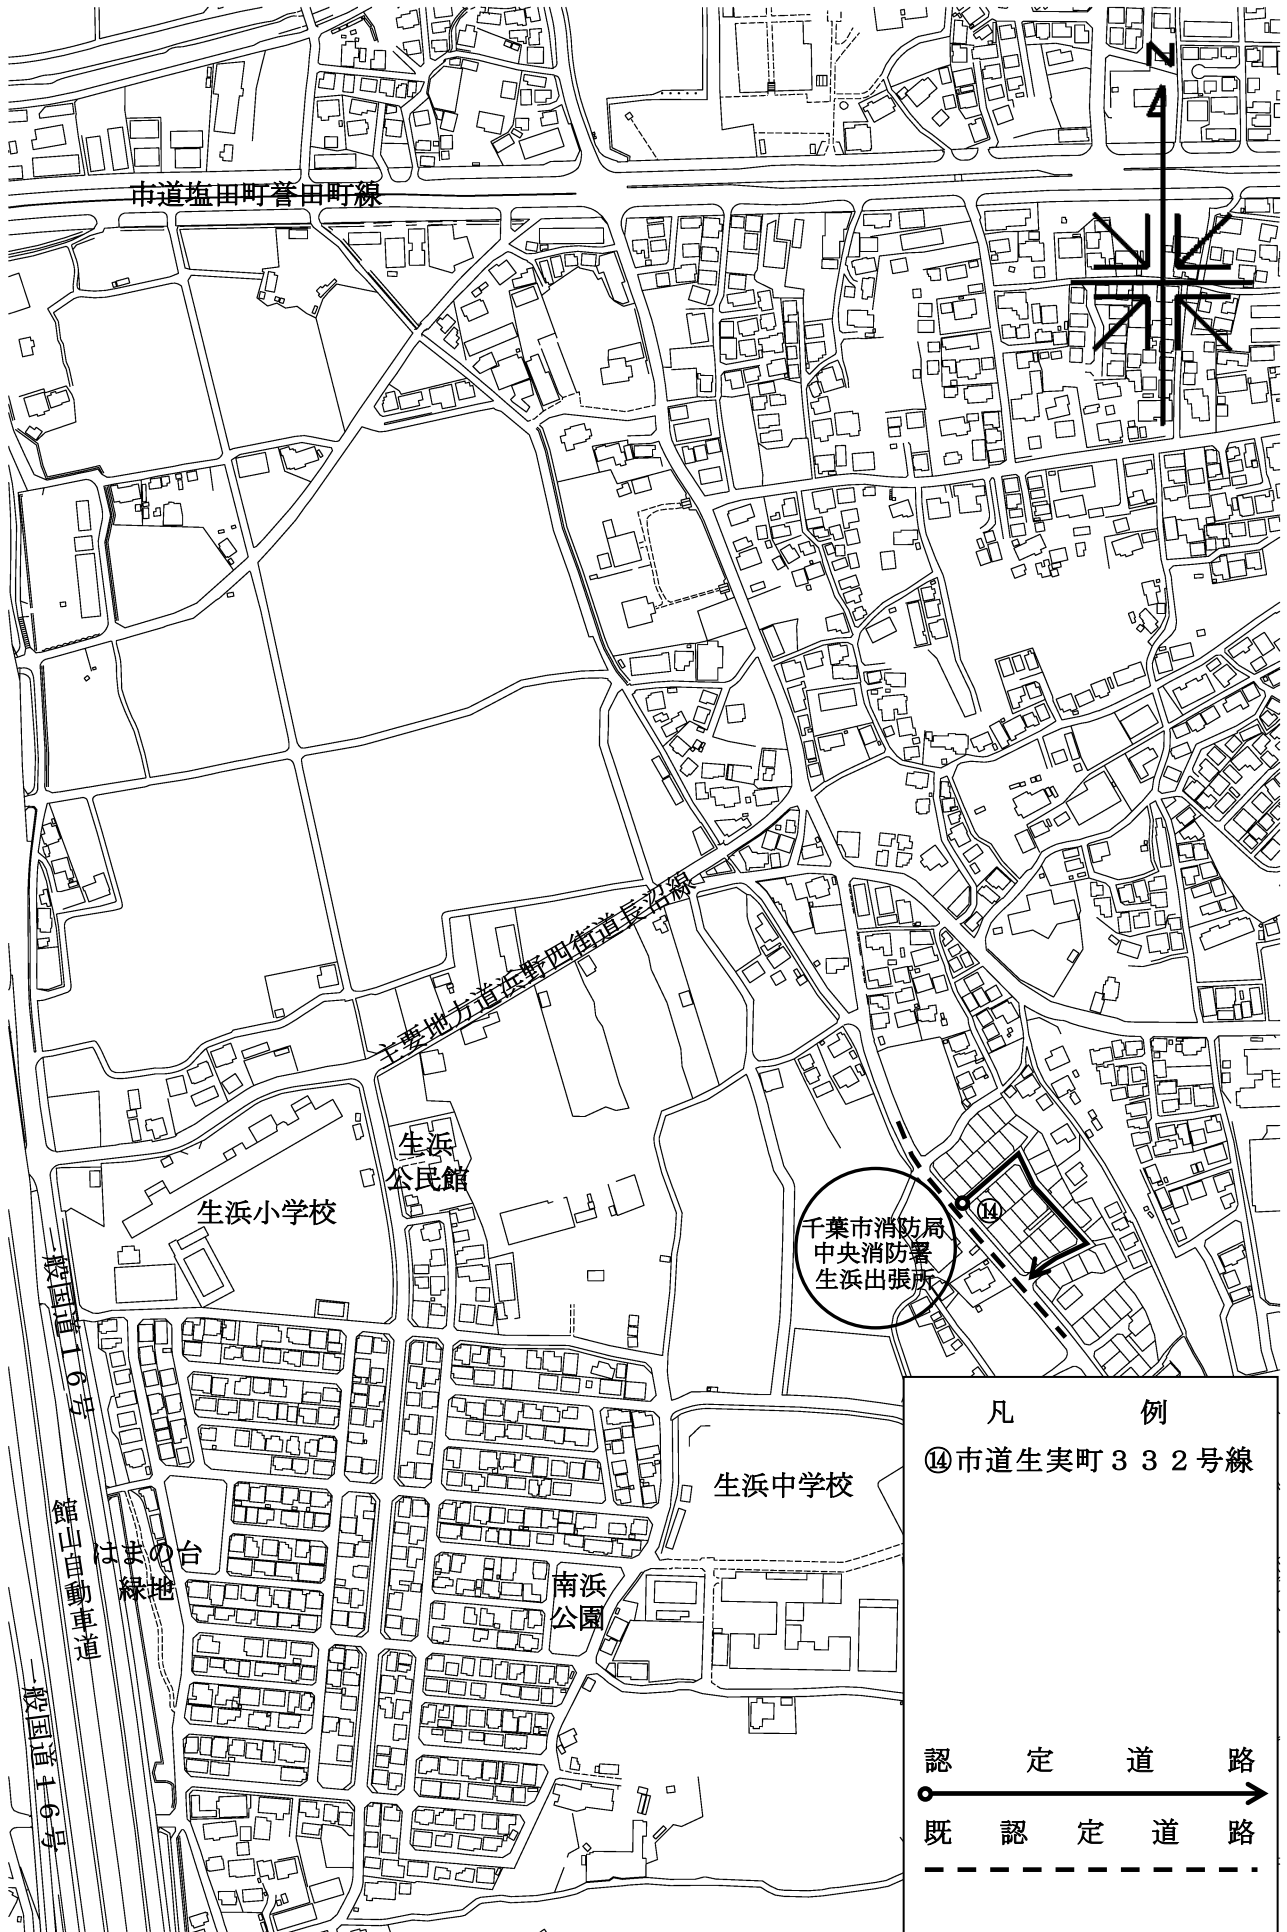 N
市道塩田町誉田町線
主要地方道浜野四街道長沼線
生浜
公民館
生浜小学校
⑭
千葉市消防局
中央消防署
生浜出張所
一般国道16号
館山自動車道
はまの台
緑地
南浜
公園
生浜中学校
一般国道16号
凡 例
⑭市道生実町332号線
認 定 道 路
既 認 定 道 路